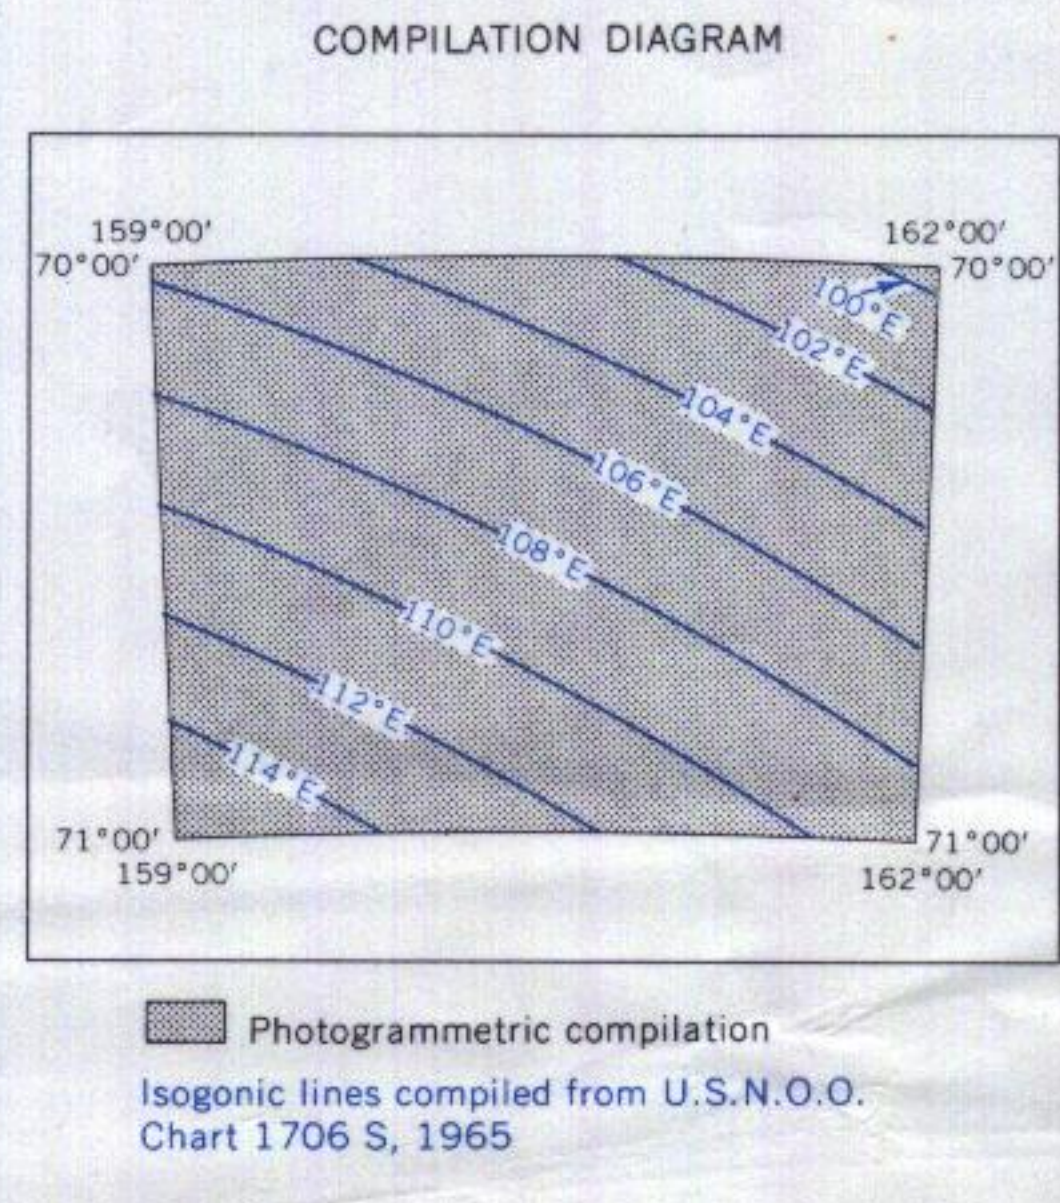 COMPILATION DIAGRAM
159°00′ 162°00′
70°00′ 70°00′
100°E
102°E
104°E
106°E
108°E
110°E
112°E
114°E
71°00′ 71°00′
159°00′ 162°00′
Photogrammetric compilation
Isogonic lines compiled from U.S.N.O.O.
Chart 1706 S, 1965